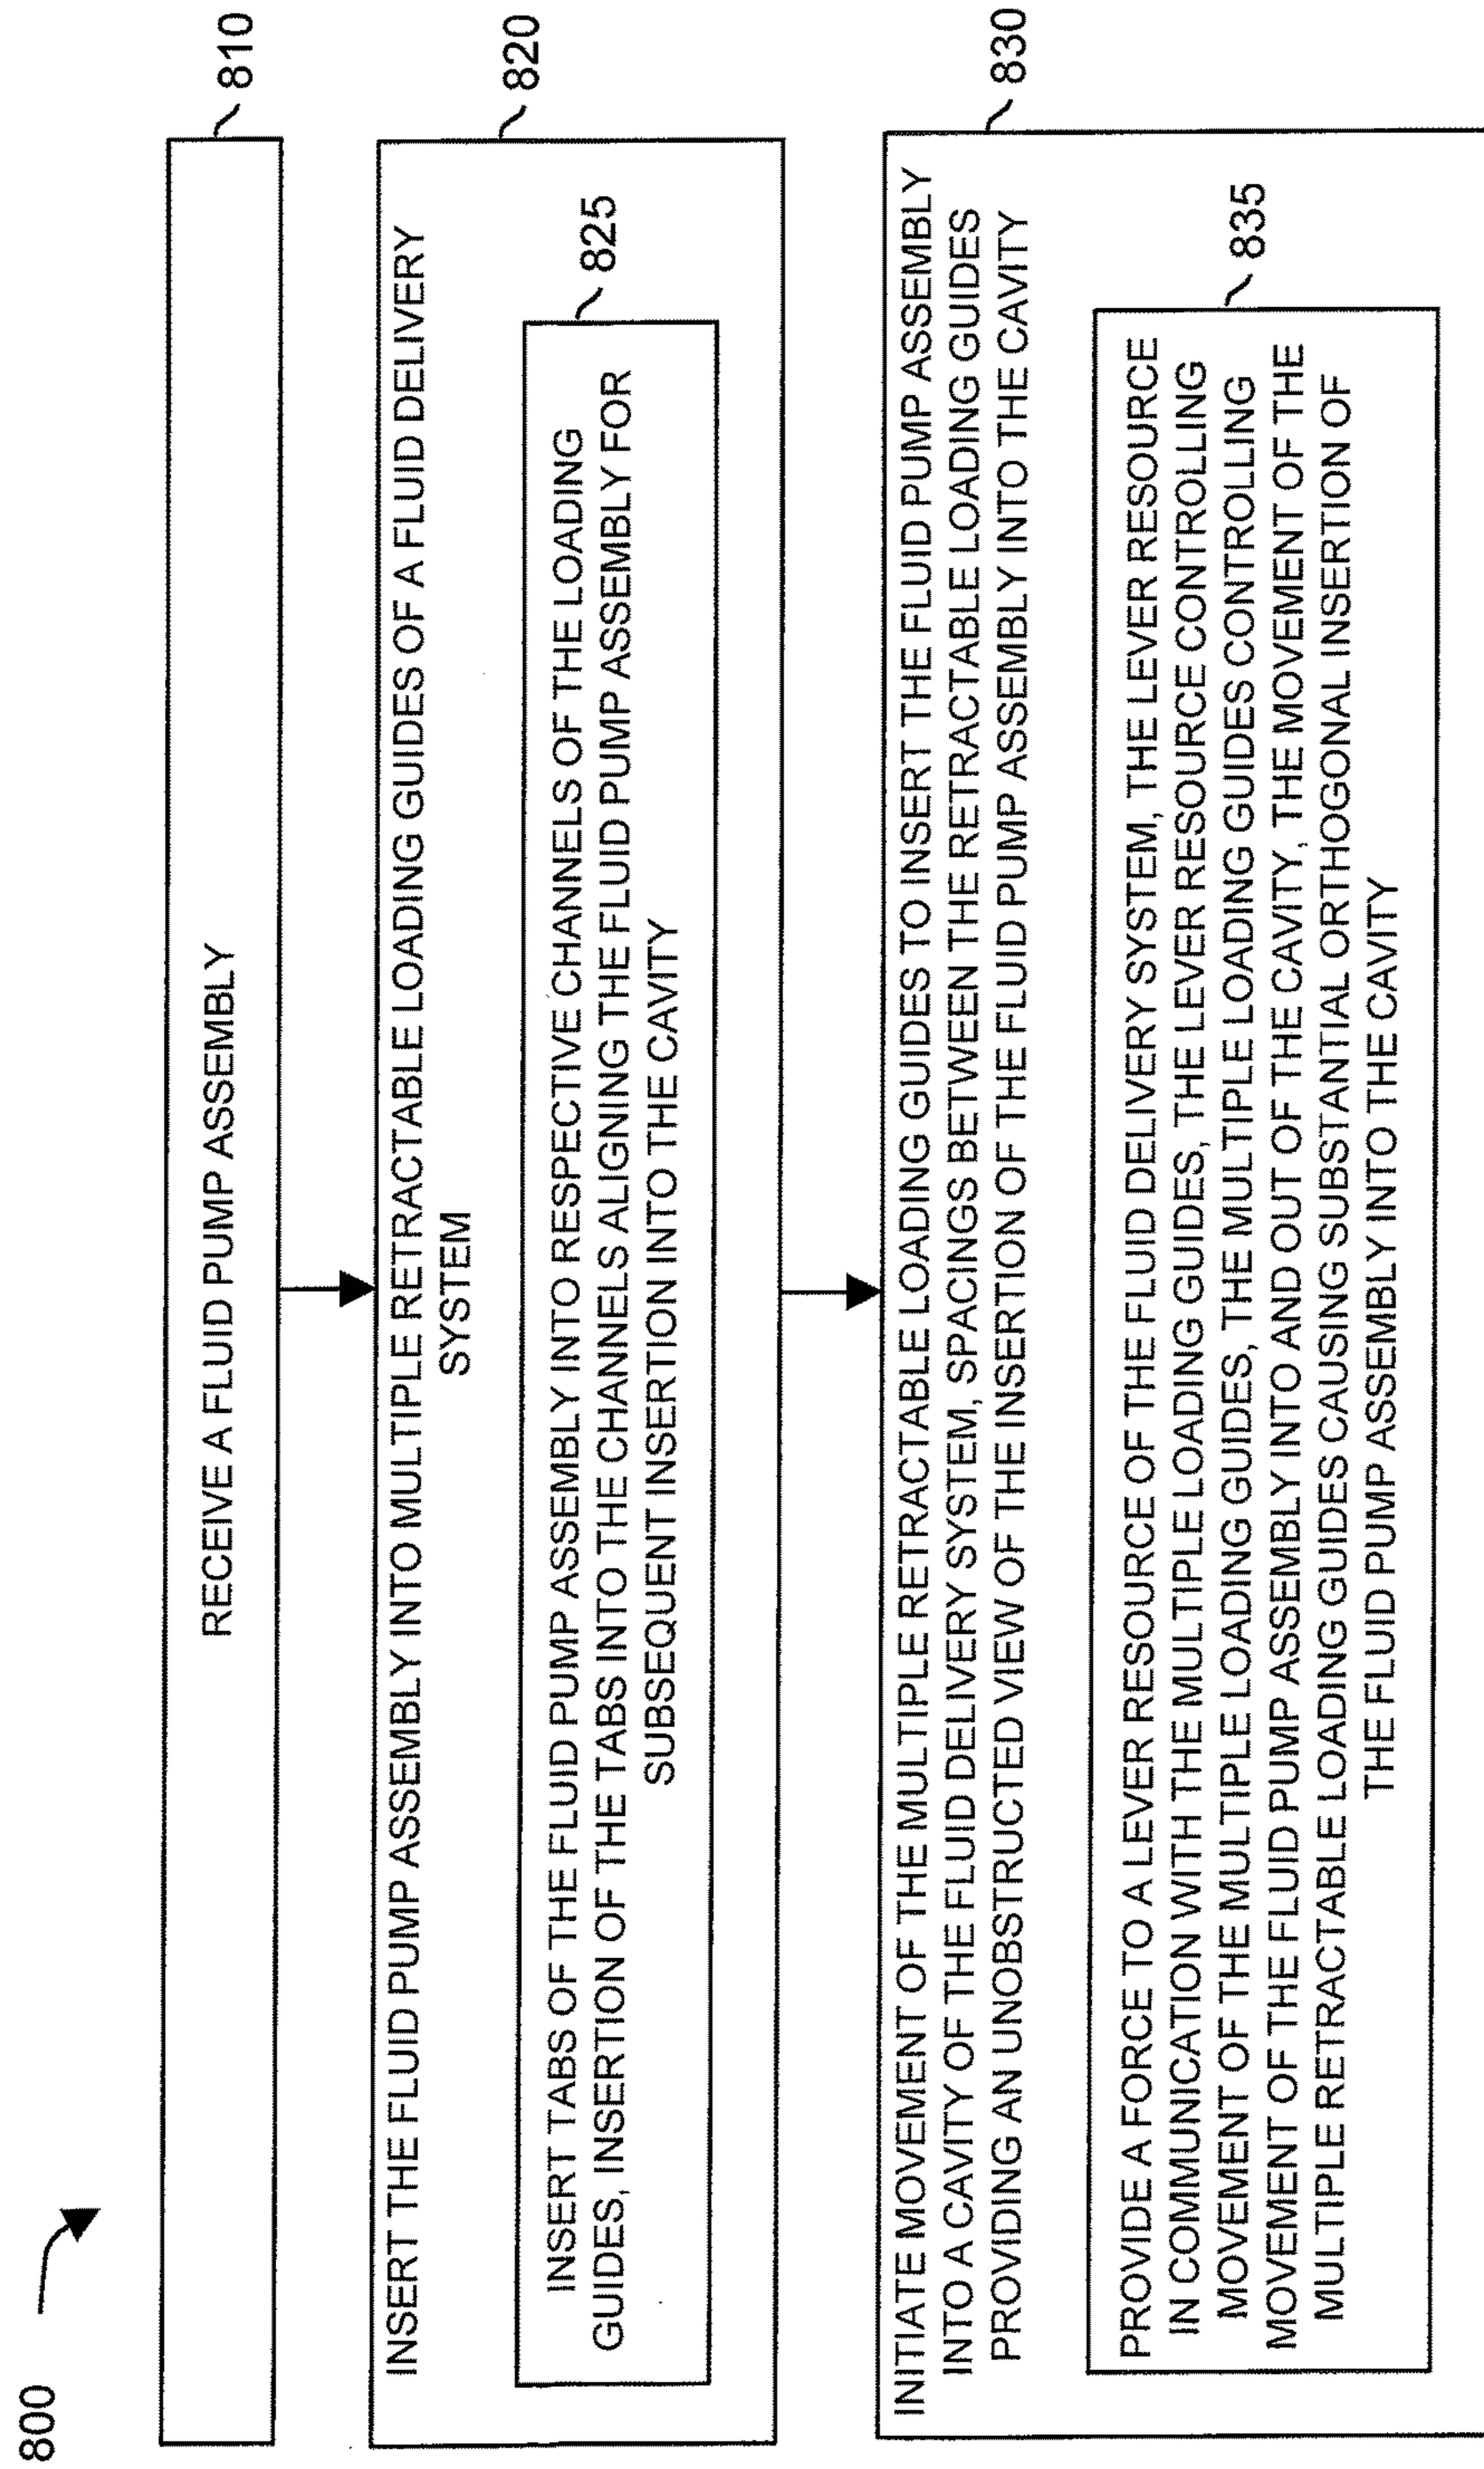 800
RECEIVE A FLUID PUMP ASSEMBLY
810
INSERT THE FLUID PUMP ASSEMBLY INTO MULTIPLE RETRACTABLE LOADING GUIDES OF A FLUID DELIVERY
SYSTEM
820
INSERT TABS OF THE FLUID PUMP ASSEMBLY INTO RESPECTIVE CHANNELS OF THE LOADING
GUIDES, INSERTION OF THE TABS INTO THE CHANNELS ALIGNING THE FLUID PUMP ASSEMBLY FOR
SUBSEQUENT INSERTION INTO THE CAVITY
825
INITIATE MOVEMENT OF THE MULTIPLE RETRACTABLE LOADING GUIDES TO INSERT THE FLUID PUMP ASSEMBLY
INTO A CAVITY OF THE FLUID DELIVERY SYSTEM, SPACINGS BETWEEN THE RETRACTABLE LOADING GUIDES
PROVIDING AN UNOBSTRUCTED VIEW OF THE INSERTION OF THE FLUID PUMP ASSEMBLY INTO THE CAVITY
830
PROVIDE A FORCE TO A LEVER RESOURCE OF THE FLUID DELIVERY SYSTEM, THE LEVER RESOURCE
IN COMMUNICATION WITH THE MULTIPLE LOADING GUIDES, THE LEVER RESOURCE CONTROLLING
MOVEMENT OF THE MULTIPLE LOADING GUIDES, THE MULTIPLE LOADING GUIDES CONTROLLING
MOVEMENT OF THE FLUID PUMP ASSEMBLY INTO AND OUT OF THE CAVITY, THE MOVEMENT OF THE
MULTIPLE RETRACTABLE LOADING GUIDES CAUSING SUBSTANTIAL ORTHOGONAL INSERTION OF
THE FLUID PUMP ASSEMBLY INTO THE CAVITY
835